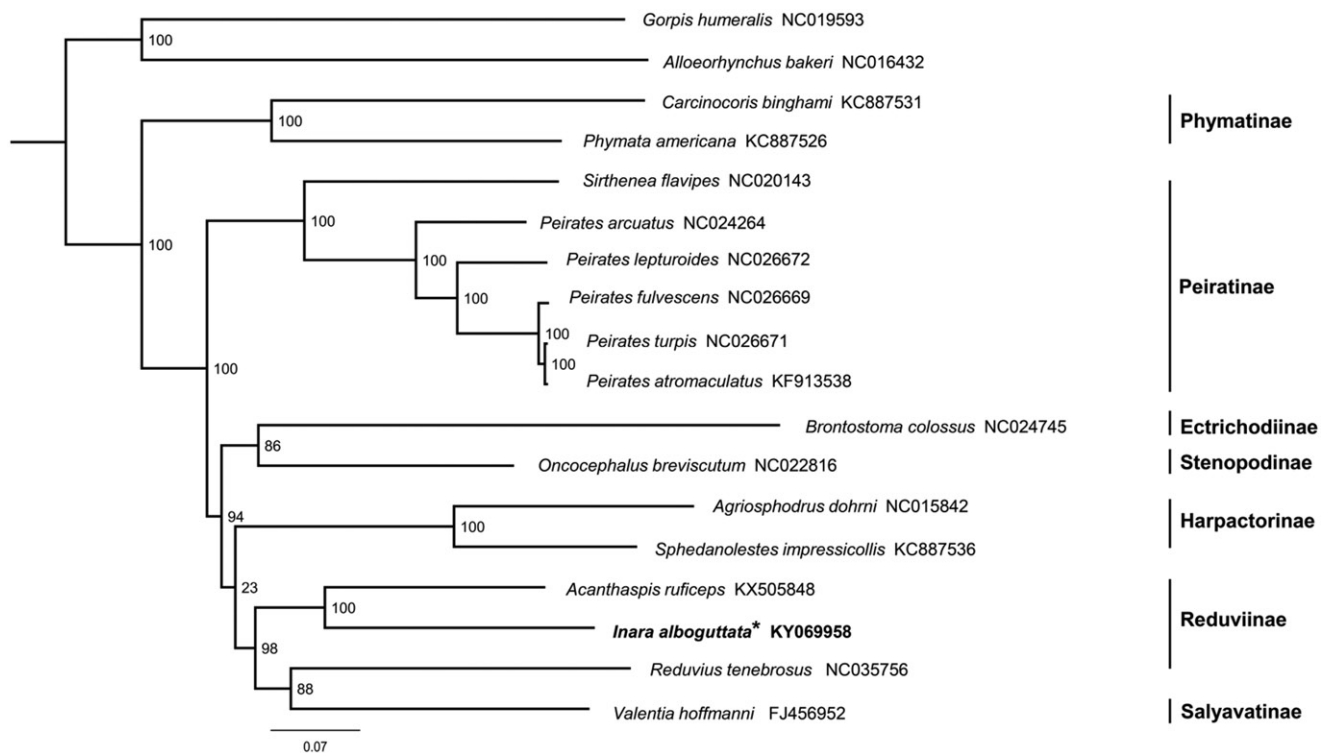 Gorpis humeralis NC019593
100
Alloeorhynchus bakeri NC016432
Carcinocoris binghami KC887531
100
Phymatinae
Phymata americana KC887526
Sirthenea flavipes NC020143
100
Peirates arcuatus NC024264
100
100
Peirates lepturoides NC026672
Peiratinae
100
Peirates fulvescens NC026669
100
Peirates turpis NC026671
100
100
Peirates atromaculatus KF913538
Brontostoma colossus NC024745
Ectrichodiinae
86
Oncocephalus breviscutum NC022816
Stenopodinae
94
Agriosphodrus dohrni NC015842
100
Harpactorinae
Sphedanolestes impressicollis KC887536
23
Acanthaspis ruficeps KX505848
100
Reduviinae
Inara alboguttata* KY069958
98
Reduvius tenebrosus NC035756
88
Valentia hoffmanni FJ456952
Salyavatinae
0.07